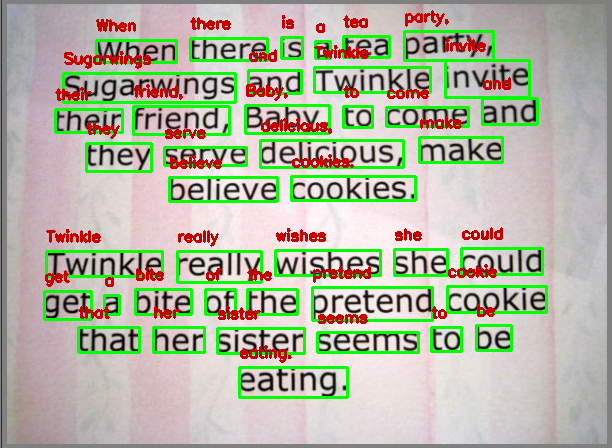 When there is a tea party,
Sugarwings and Twinkle invite
their friend, Baby, to come and
they serve delicious, make
believe cookies.
Twinkle really wishes she could
get a bite of the pretend cookie
that her sister seems to be
eating.